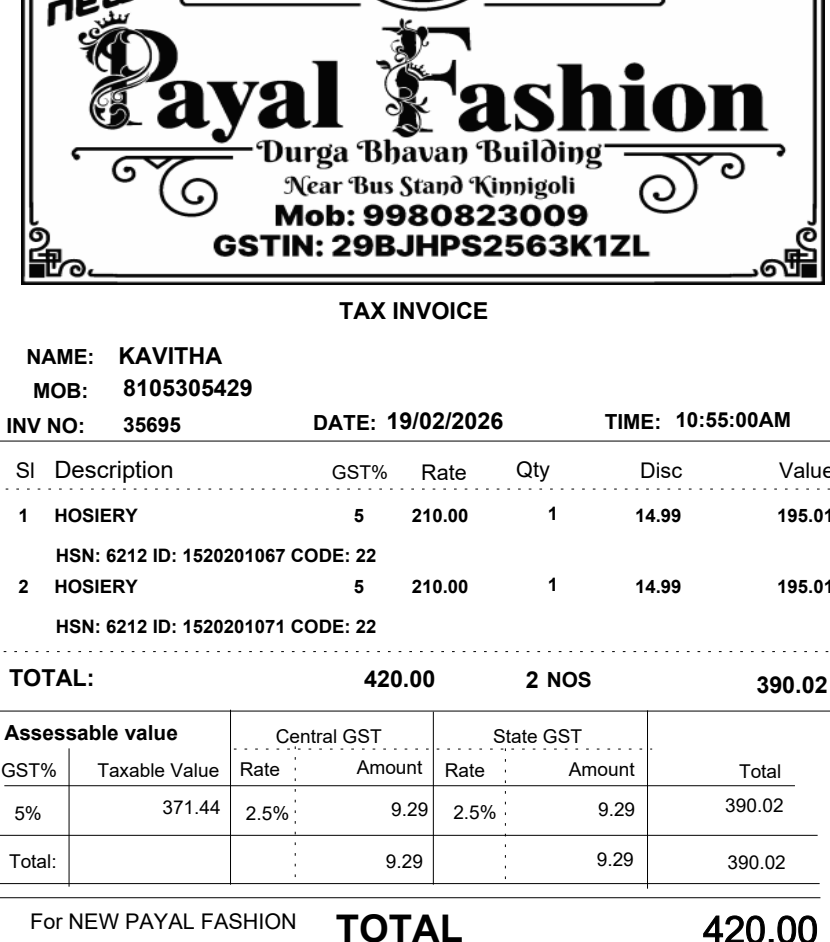 new
Payal Fashion
Durga Bhavan Building
Near Bus Stand Kinnigoli
Mob: 9980823009
GSTIN: 29BJHPS2563K1ZL
TAX INVOICE
NAME: KAVITHA
MOB: 8105305429
INV NO: 35695 DATE: 19/02/2026 TIME: 10:55:00AM
Sl Description GST% Rate Qty Disc Value
1 HOSIERY 5 210.00 1 14.99 195.01
HSN: 6212 ID: 1520201067 CODE: 22
2 HOSIERY 5 210.00 1 14.99 195.01
HSN: 6212 ID: 1520201071 CODE: 22
TOTAL: 420.00 2 NOS 390.02
Assessable value Central GST State GST
GST% Taxable Value Rate Amount Rate Amount Total
5% 371.44 2.5% 9.29 2.5% 9.29 390.02
Total: 9.29 9.29 390.02
For NEW PAYAL FASHION TOTAL 420.00